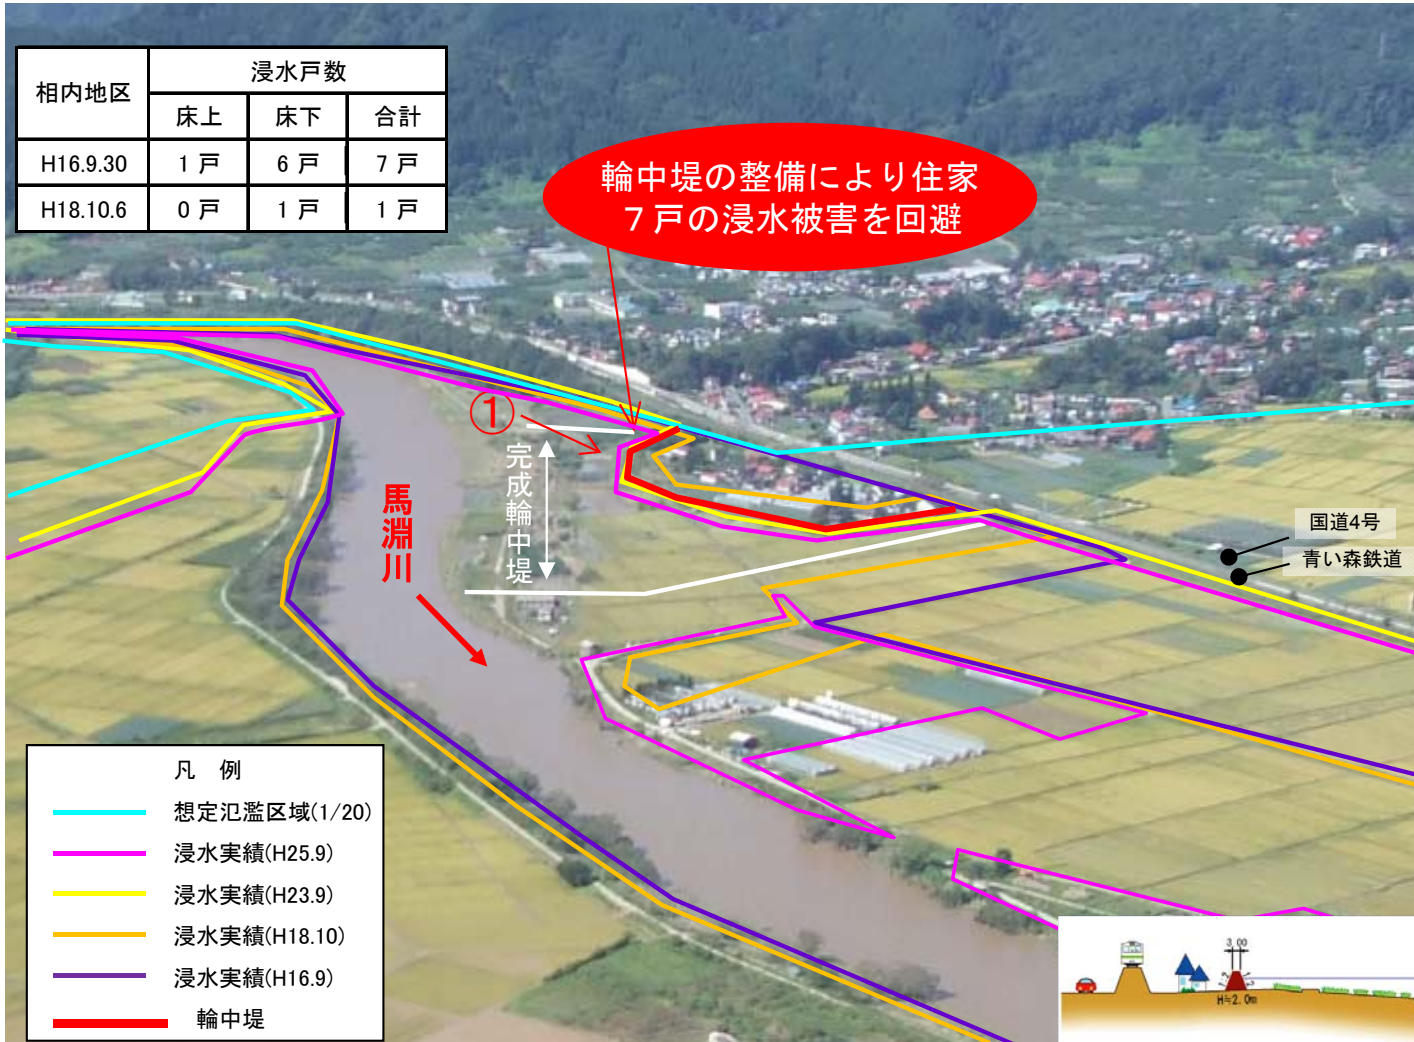 相内地区 浸水戸数
床上 床下 合計
H16.9.30 1戸 6戸 7戸
H18.10.6 0戸 1戸 1戸
輪中堤の整備により住家
7戸の浸水被害を回避
①
完成輪中堤
馬淵川
国道4号
青い森鉄道
凡 例
想定氾濫区域(1/20)
浸水実績(H25.9)
浸水実績(H23.9)
浸水実績(H18.10)
浸水実績(H16.9)
輪中堤
3.00
H≒2.0m